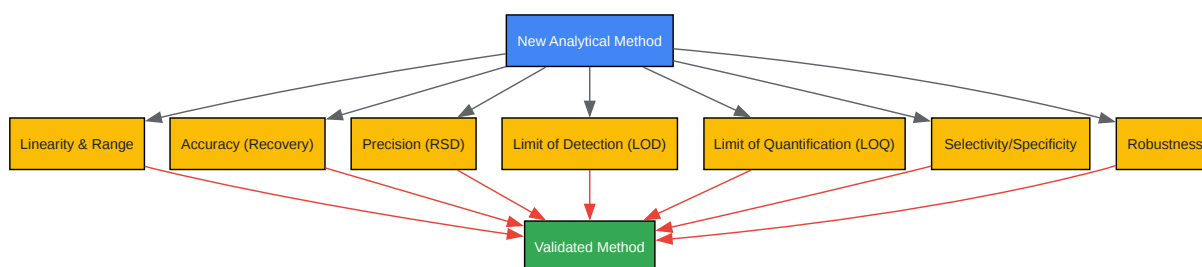 New Analytical Method
Linearity & Range
Accuracy (Recovery)
Precision (RSD)
Limit of Detection (LOD)
Limit of Quantification (LOQ)
Selectivity/Specificity
Robustness
Validated Method